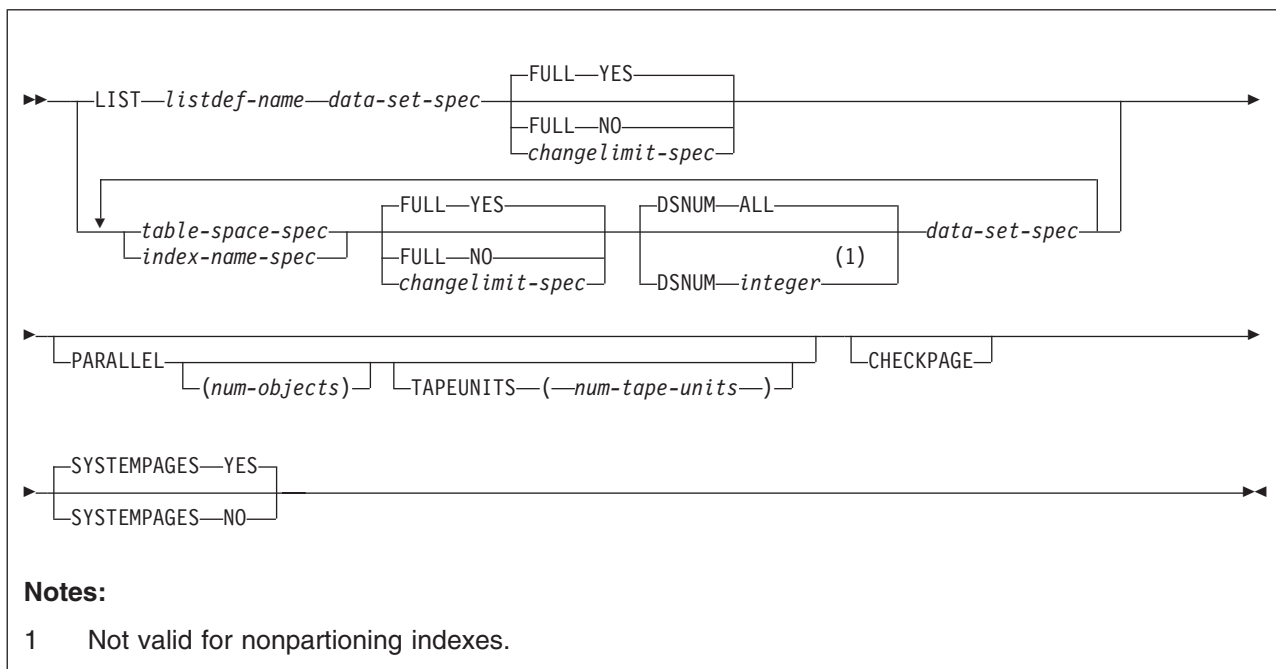 FULL YES
LIST listdef-name data-set-spec
FULL NO
changelimit-spec
FULL YES DSNUM ALL
table-space-spec data-set-spec
index-name-spec FULL NO (1)
changelimit-spec DSNUM integer
PARALLEL CHECKPAGE
(num-objects) TAPEUNITS ( num-tape-units )
SYSTEMPAGES YES
SYSTEMPAGES NO
Notes:
1 Not valid for nonpartioning indexes.